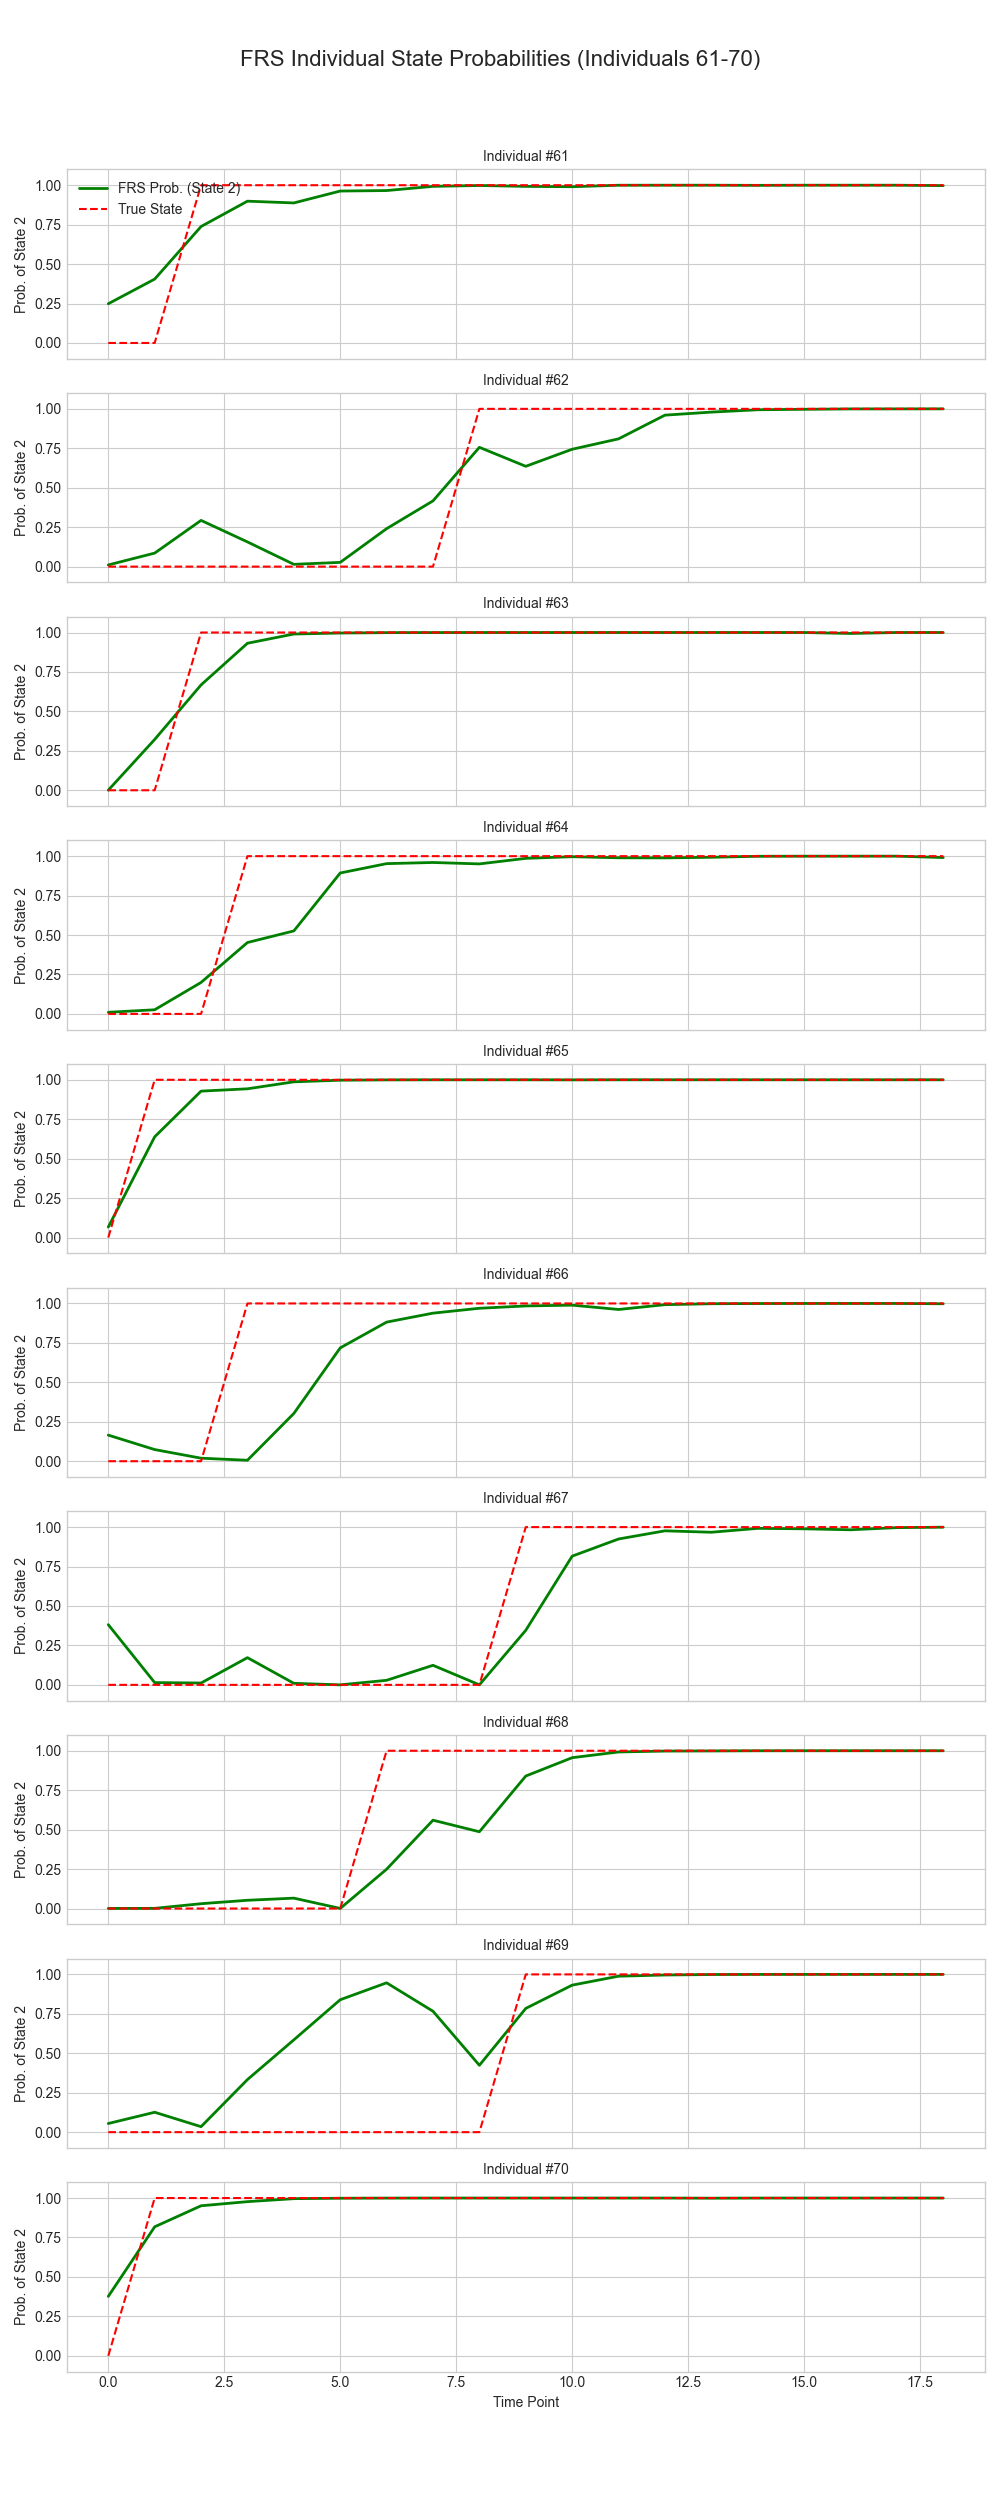 FRS Individual State Probabilities (Individuals 61-70)
Individual #61
FRS Prob. (State 2)
True State
1.00
0.75
0.50
0.25
0.00
Prob. of State 2
Individual #62
1.00
0.75
0.50
0.25
0.00
Prob. of State 2
Individual #63
1.00
0.75
0.50
0.25
0.00
Prob. of State 2
Individual #64
1.00
0.75
0.50
0.25
0.00
Prob. of State 2
Individual #65
1.00
0.75
0.50
0.25
0.00
Prob. of State 2
Individual #66
1.00
0.75
0.50
0.25
0.00
Prob. of State 2
Individual #67
1.00
0.75
0.50
0.25
0.00
Prob. of State 2
Individual #68
1.00
0.75
0.50
0.25
0.00
Prob. of State 2
Individual #69
1.00
0.75
0.50
0.25
0.00
Prob. of State 2
Individual #70
1.00
0.75
0.50
0.25
0.00
Prob. of State 2
0.0 2.5 5.0 7.5 10.0 12.5 15.0 17.5
Time Point